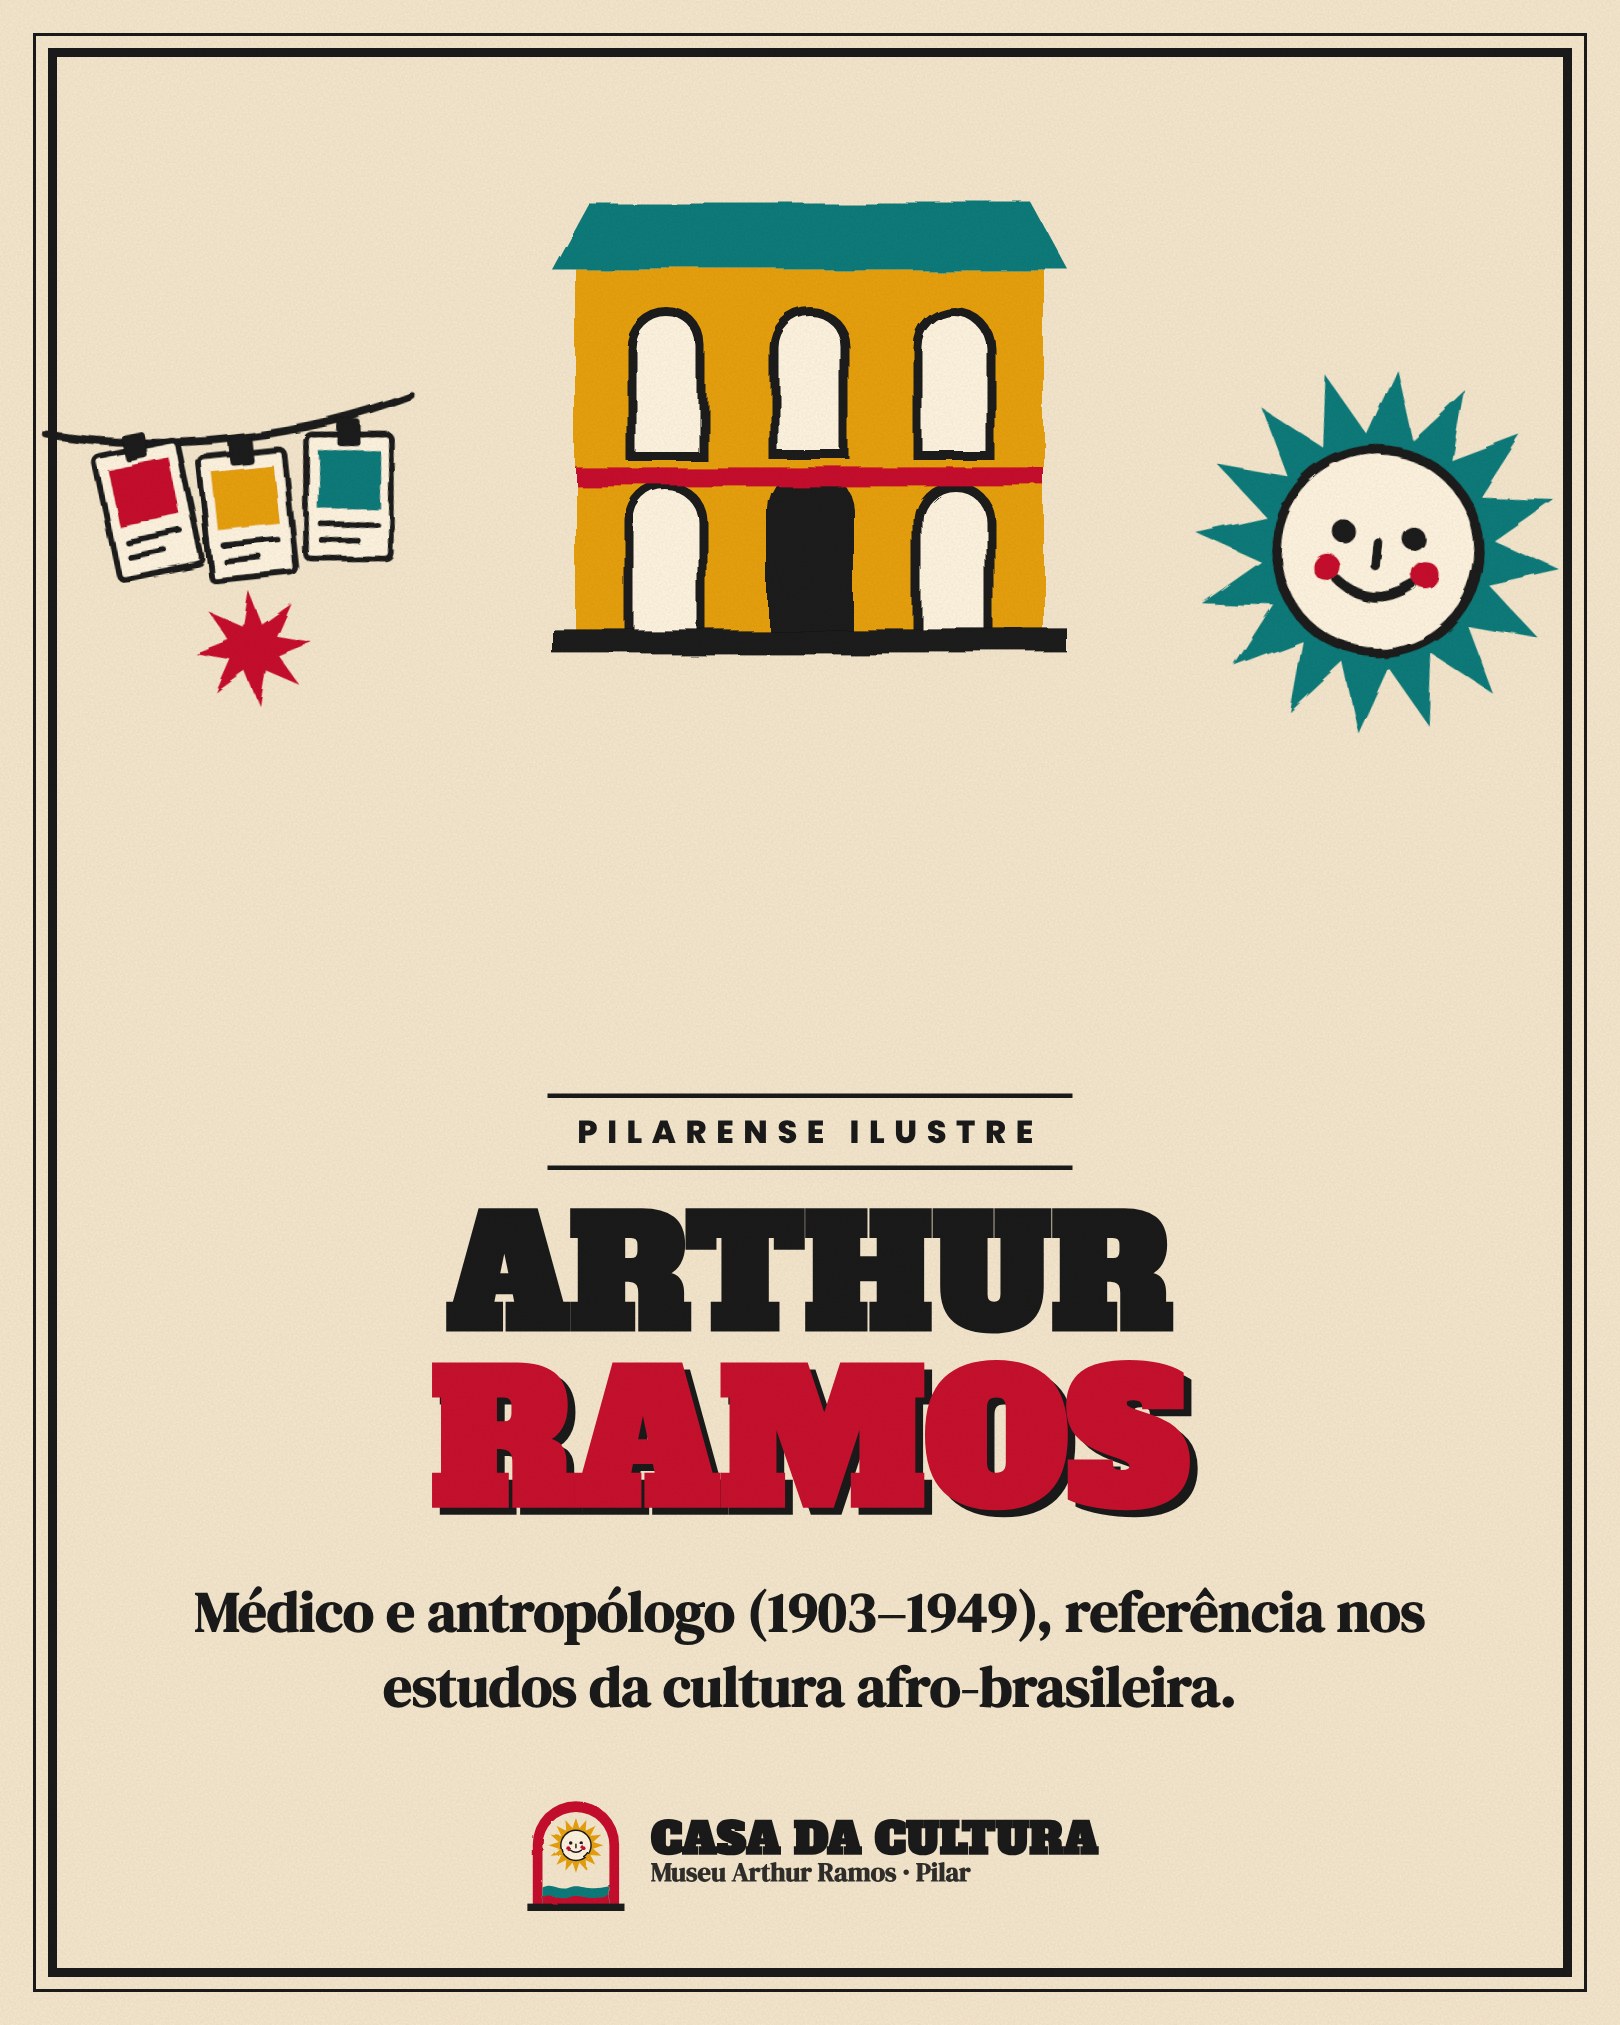 PILARENSE ILUSTRE
ARTHUR
RAMOS
Médico e antropólogo (1903–1949), referência nos
estudos da cultura afro-brasileira.
CASA DA CULTURA
Museu Arthur Ramos · Pilar